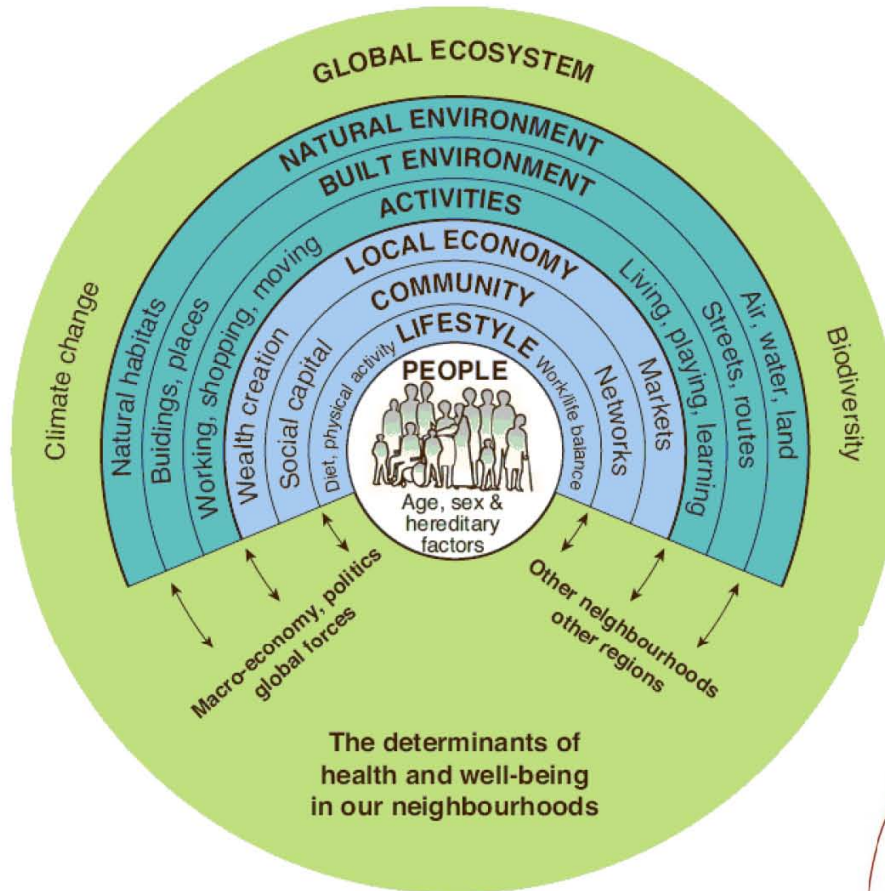 GLOBAL ECOSYSTEM
NATURAL ENVIRONMENT
BUILT ENVIRONMENT
ACTIVITIES
LOCAL ECONOMY
COMMUNITY
LIFESTYLE
PEOPLE
Age, sex &
hereditary
factors
Climate change
Natural habitats
Buidings, places
Working, shopping, moving
Wealth creation
Social capital
Diet, physical activity
Work/life balance
Networks
Markets
Living, playing, learning
Streets, routes
Air, water, land
Biodiversity
Macro-economy, politics
global forces
Other neighbourhoods
other regions
The determinants of
health and well-being
in our neighbourhoods